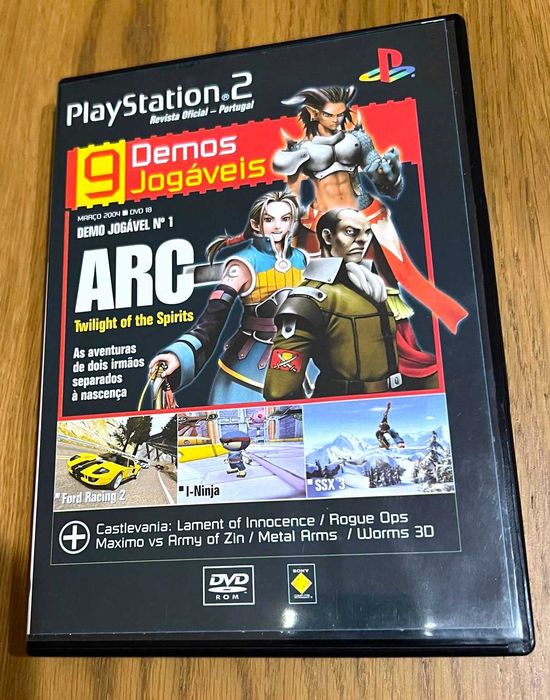 PlayStation®2
Revista Oficial – Portugal
9 Demos
Jogáveis
MARÇO 2004 ■ DVD 18
DEMO JOGÁVEL Nº 1
ARC
Twilight of the Spirits
As aventuras
de dois irmãos
separados
à nascença
Ford Racing 2
I-Ninja
SSX 3
+ Castlevania: Lament of Innocence / Rogue Ops
Maximo vs Army of Zin / Metal Arms / Worms 3D
DVD
ROM
SONY